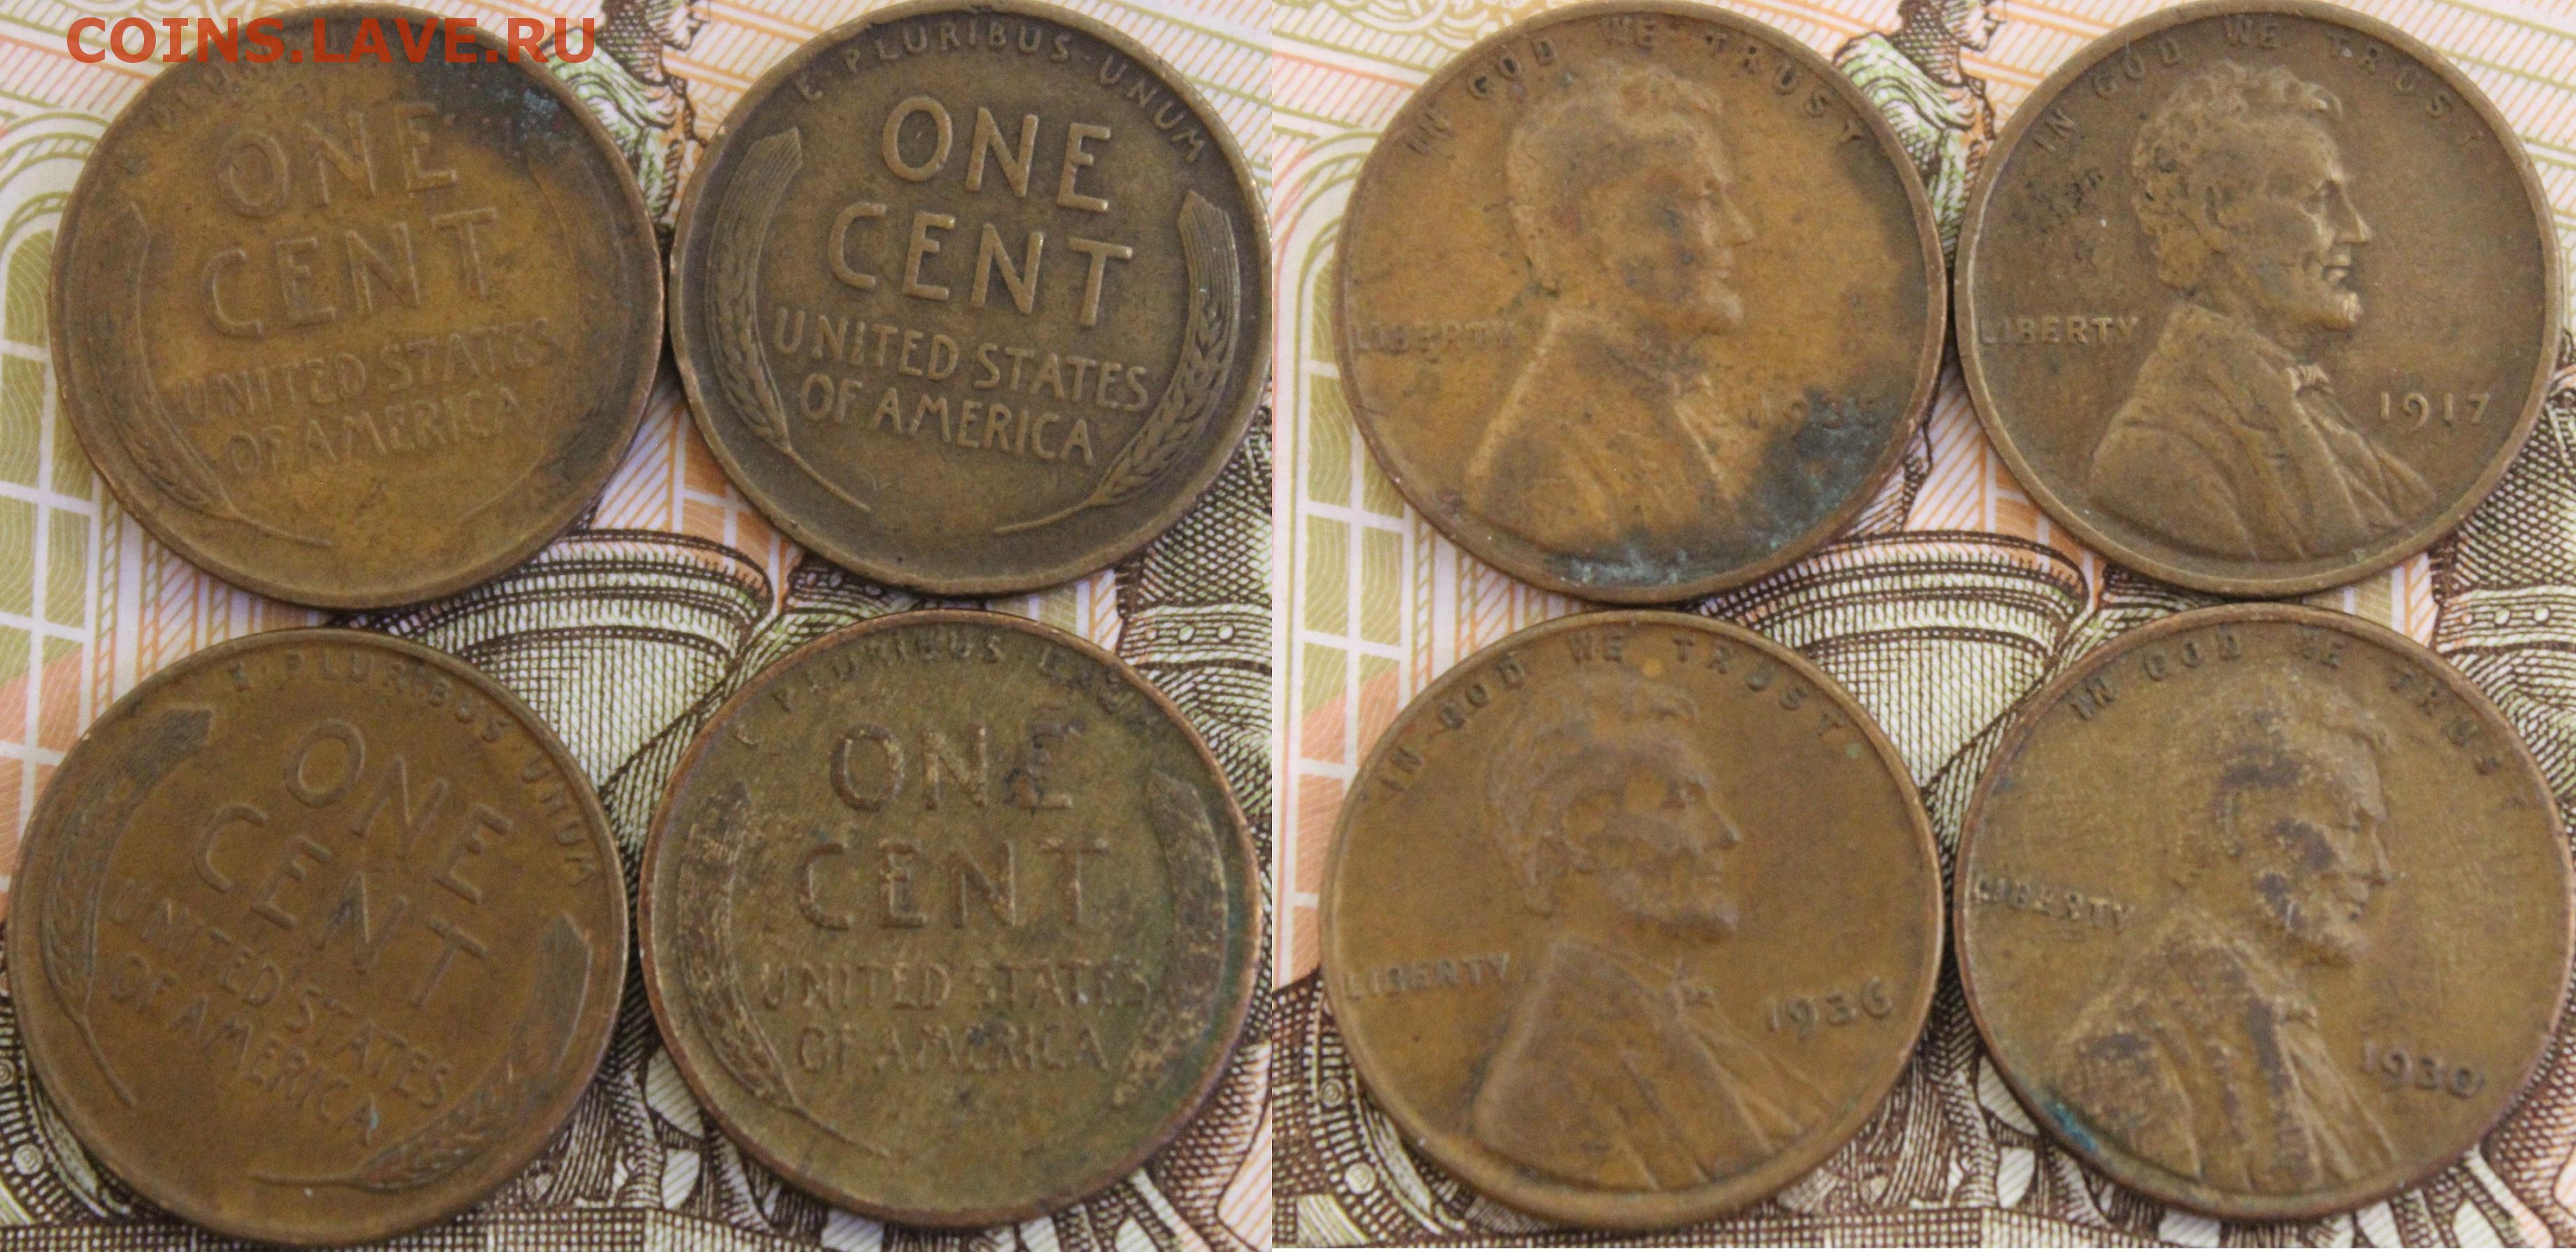 COINS.LAVE.RU
ONE
CENT
UNITED STATES
OF AMERICA
E·PLURIBUS·UNUM
ONE
CENT
UNITED STATES
OF AMERICA
IN GOD WE TRUST
LIBERTY
IN GOD WE TRUST
LIBERTY
1917
E·PLURIBUS·UNUM
ONE
CENT
UNITED STATES
OF AMERICA
E PLURIBUS
ONE
CENT
UNITED STATES
OF AMERICA
IN GOD WE TRUST
LIBERTY
1936
IN GOD WE TRUST
LIBERTY
1930